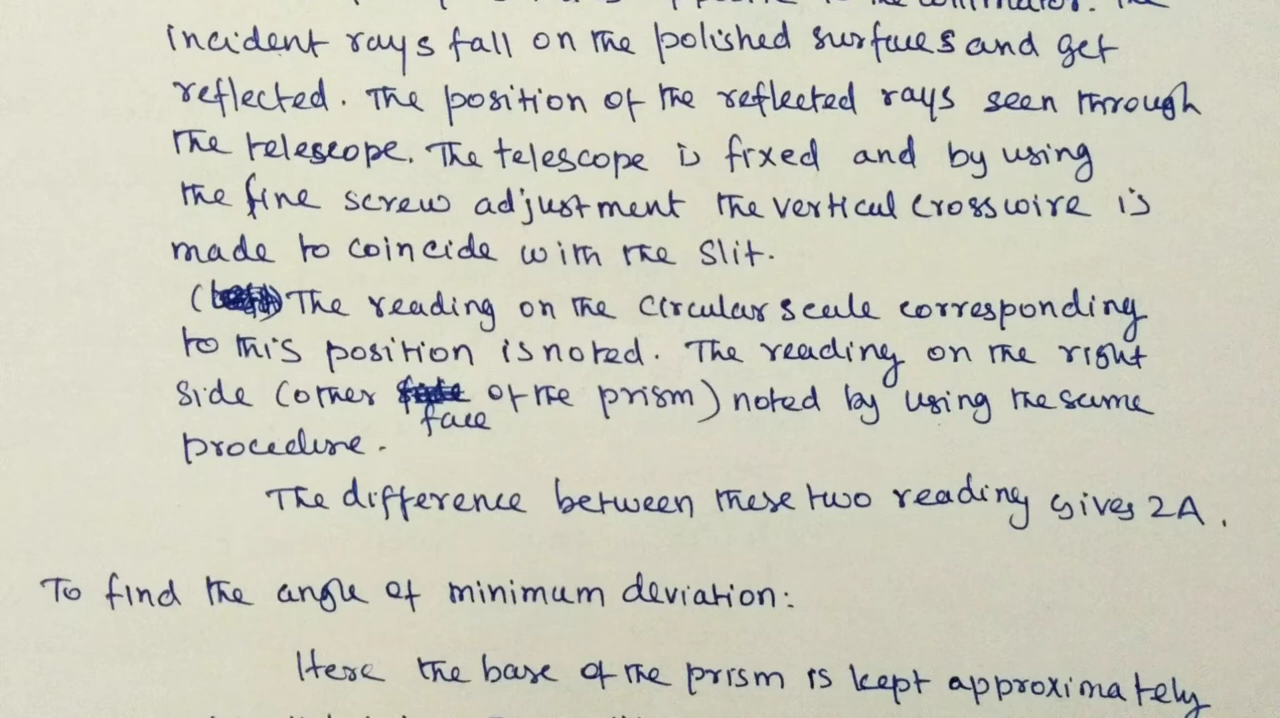 incident rays fall on the polished surfaces and get
reflected. The position of the reflected rays seen through
the telescope. The telescope is fixed and by using
the fine screw adjustment the vertical crosswire is
made to coincide with the slit.
The reading on the circular scale corresponding
to this position is noted. The reading on the right
side (other of the prism) noted by using the same
face
procedure.
The difference between these two reading gives 2A.
To find the angle of minimum deviation:
Here the base of the prism is kept approximately